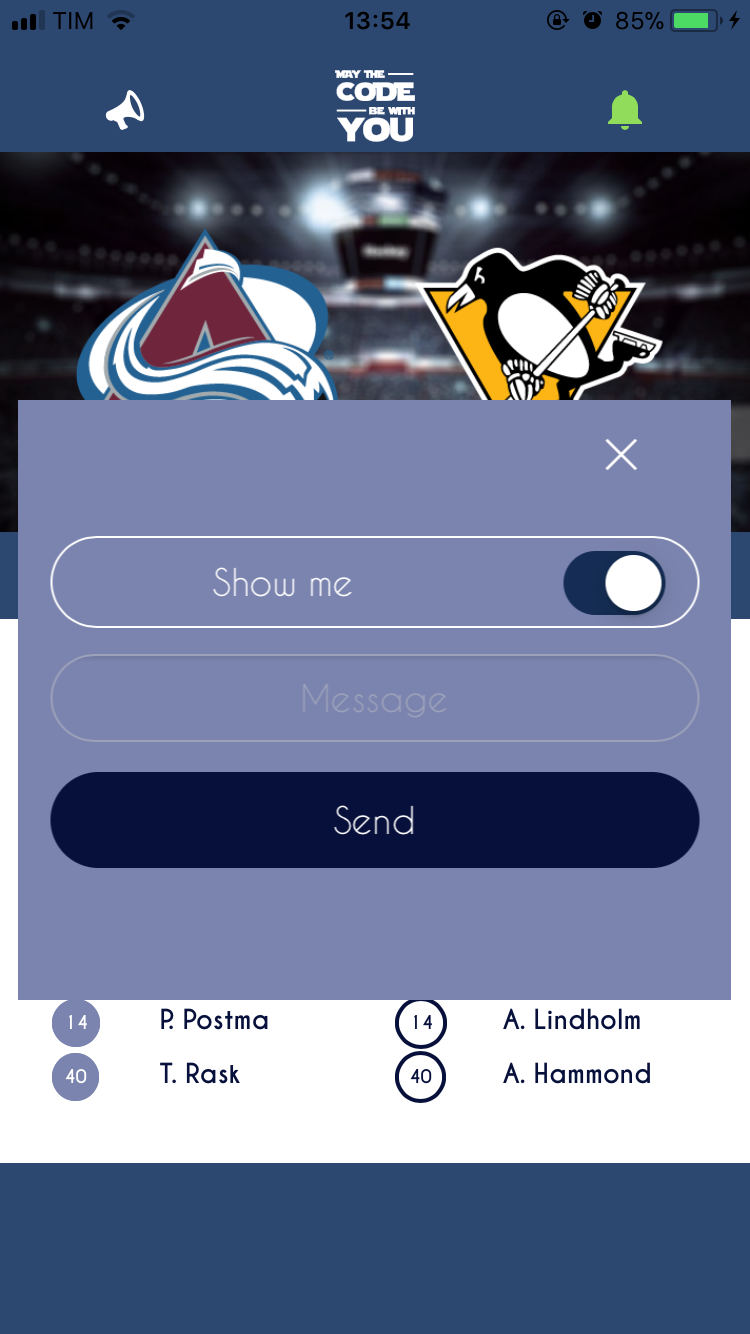 TIM 13:54 85%
MAY THE
CODE
BE WITH
YOU
Show me
Message
Send
14 P. Postma 14 A. Lindholm
40 T. Rask 40 A. Hammond